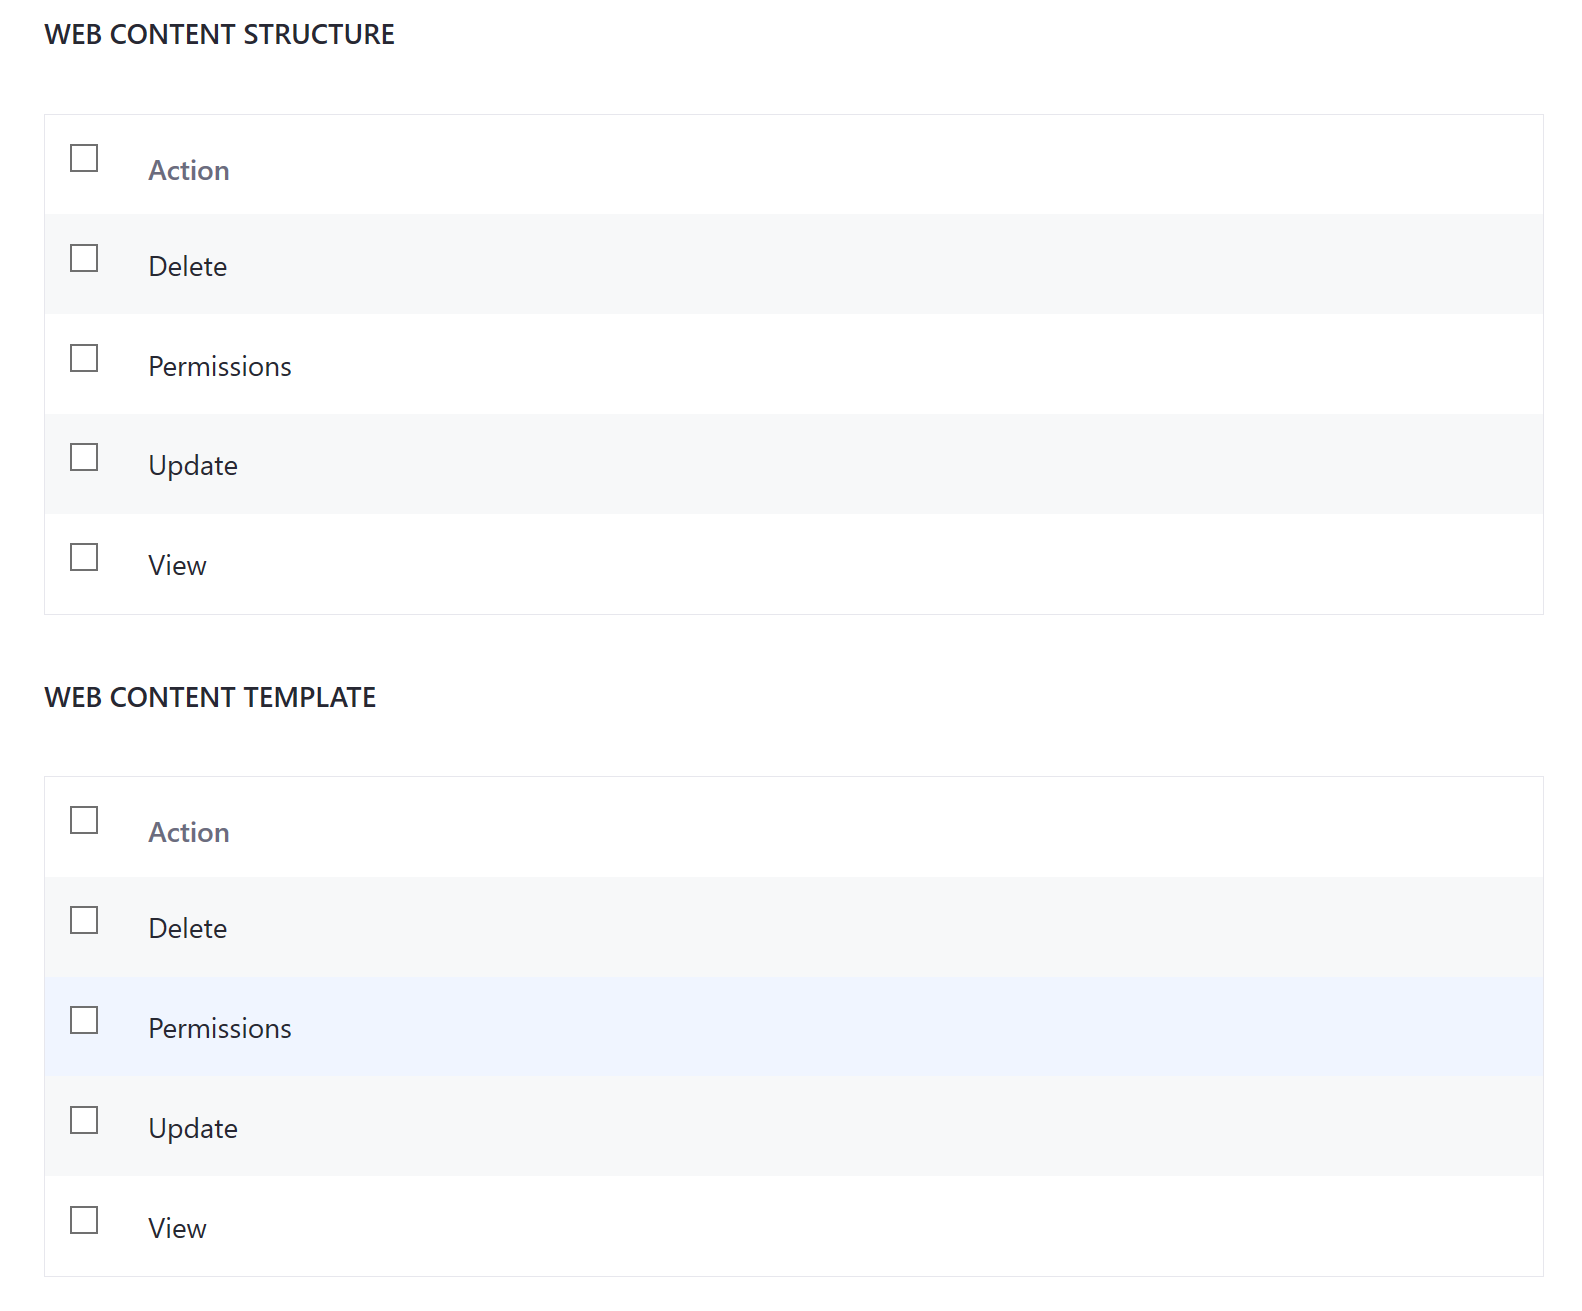 WEB CONTENT STRUCTURE
Action
Delete
Permissions
Update
View
WEB CONTENT TEMPLATE
Action
Delete
Permissions
Update
View